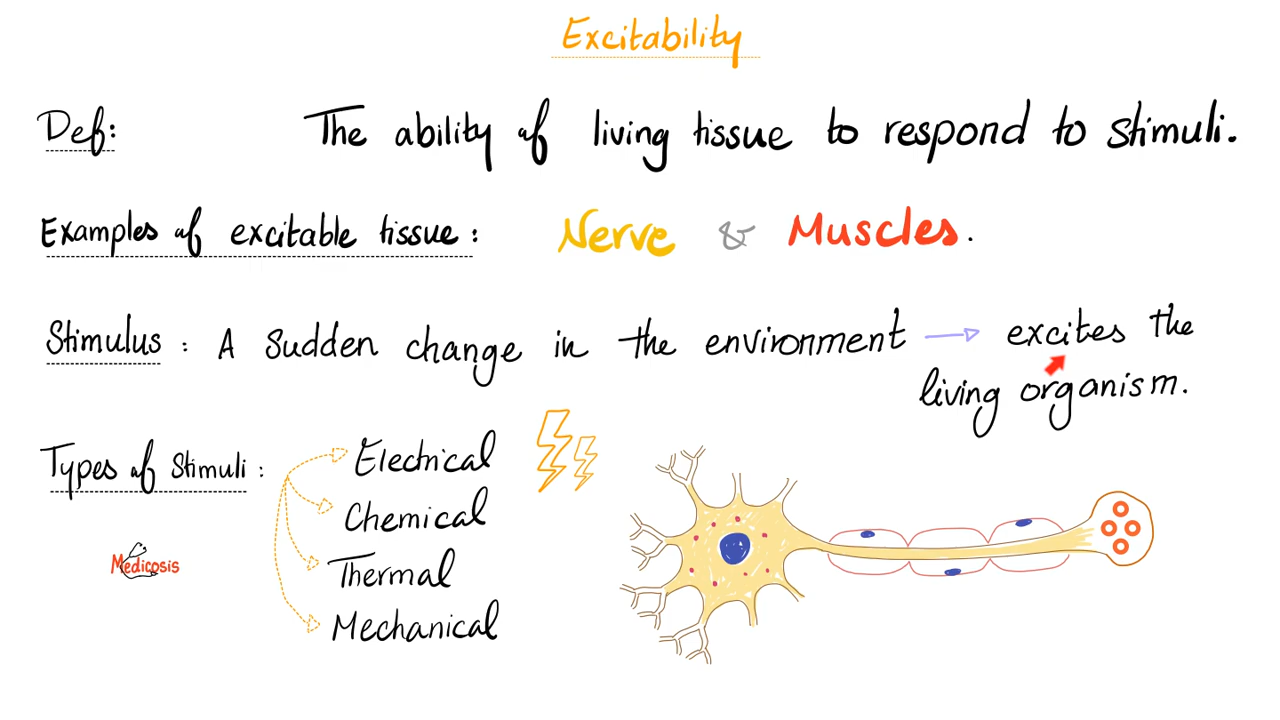 Excitability
Def: The ability of living tissue to respond to stimuli.
Examples of excitable tissue: Nerve & Muscles.
Stimulus: A sudden change in the environment → excites the
living organism.
Types of Stimuli: Electrical
Chemical
Thermal
Mechanical
Medicosis